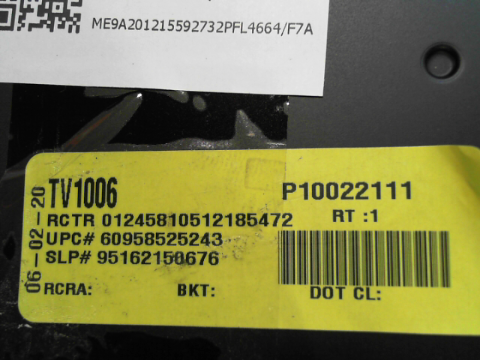 ME9A201215592732PFL4664/F7A
06-02-20
TV1006
P10022111
RCTR 01245810512185472
RT :1
UPC# 60958525243
SLP# 95162150676
RCRA: BKT: DOT CL: